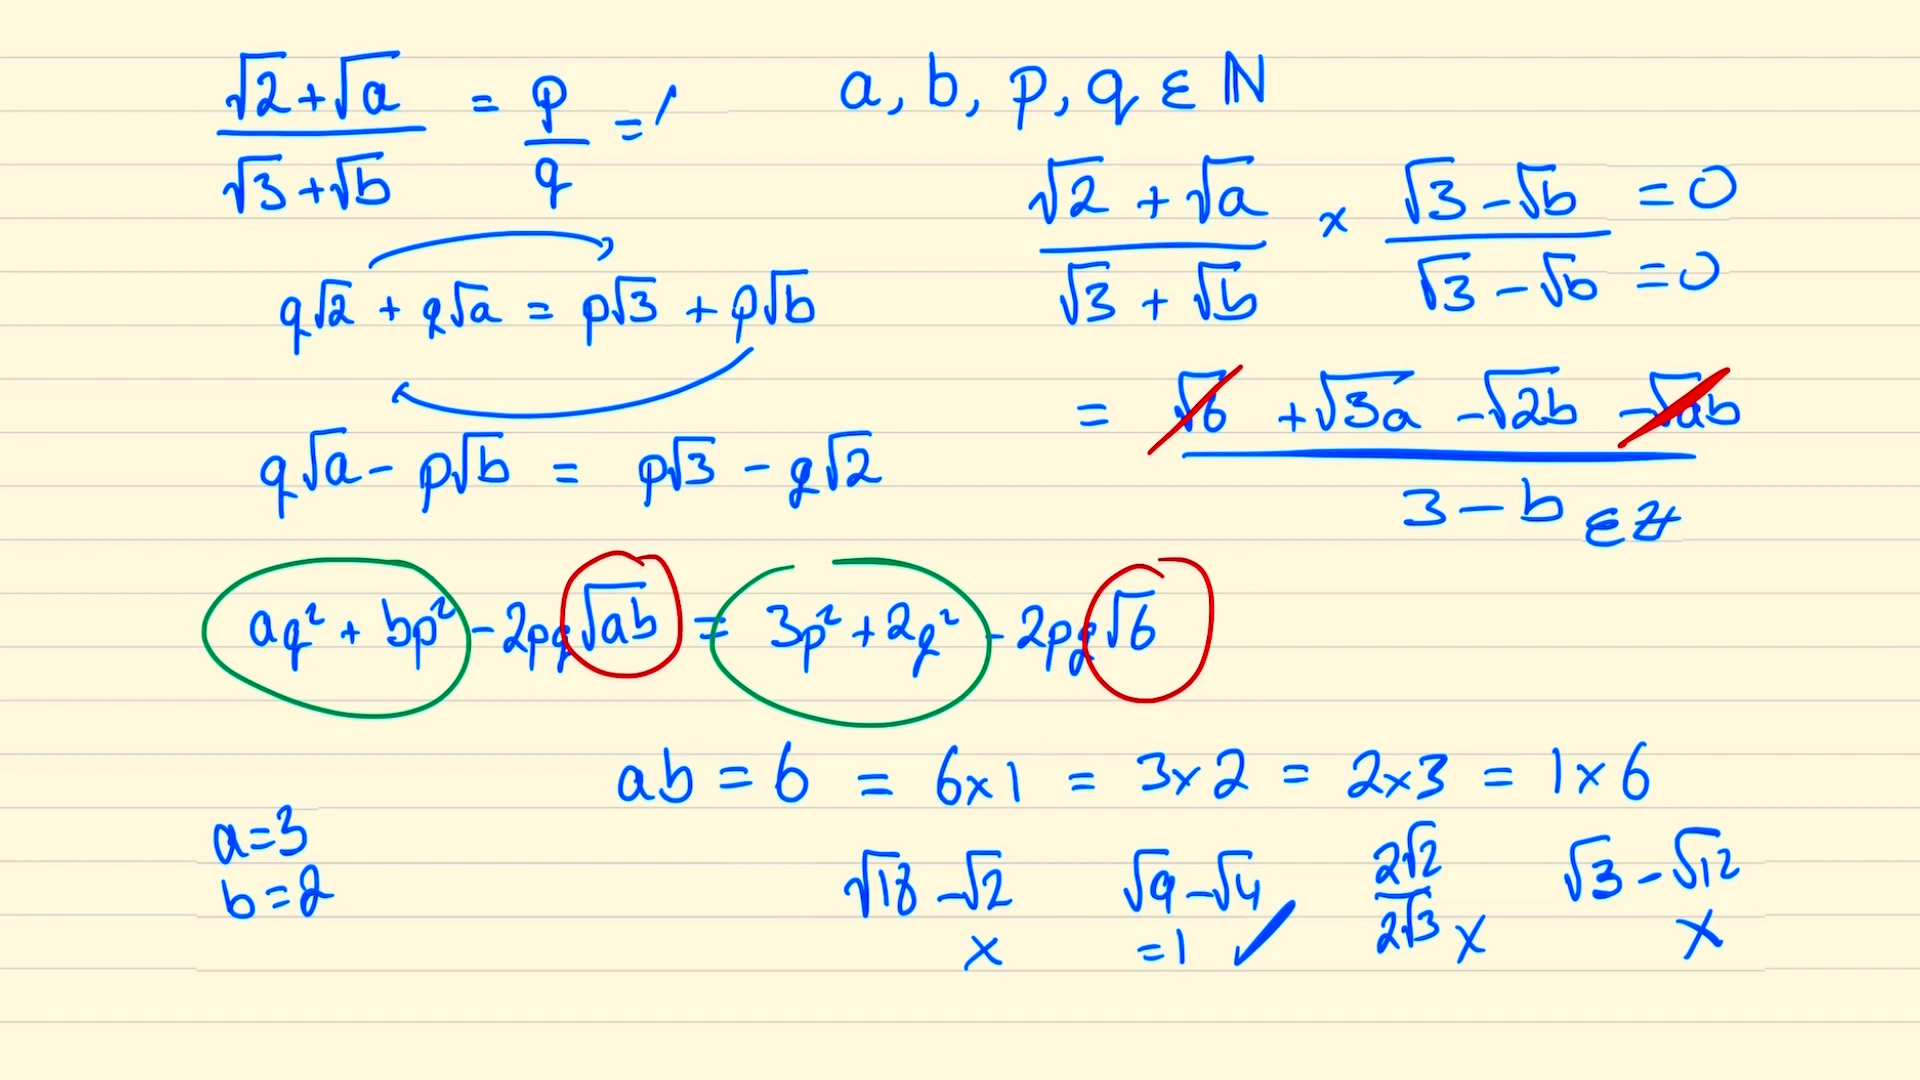 (√2+√a)/(√3+√b) = p/q =
a, b, p, q ε ℕ
(√2 + √a)/(√3 + √b) × (√3 - √b = 0)/(√3 - √b = 0)
q√2 + q√a = p√3 + p√b
= (√6 + √3a - √2b - √ab)/(3 - b) ε ℤ
q√a - p√b = p√3 - q√2
aq² + bp² - 2pq√ab = 3p² + 2q² - 2pq√6
ab = 6 = 6×1 = 3×2 = 2×3 = 1×6
a=3
b=2
√18 - √2 x
√9 - √4 = 1 ✓
2√2/2√3 x
√3 - √12 x